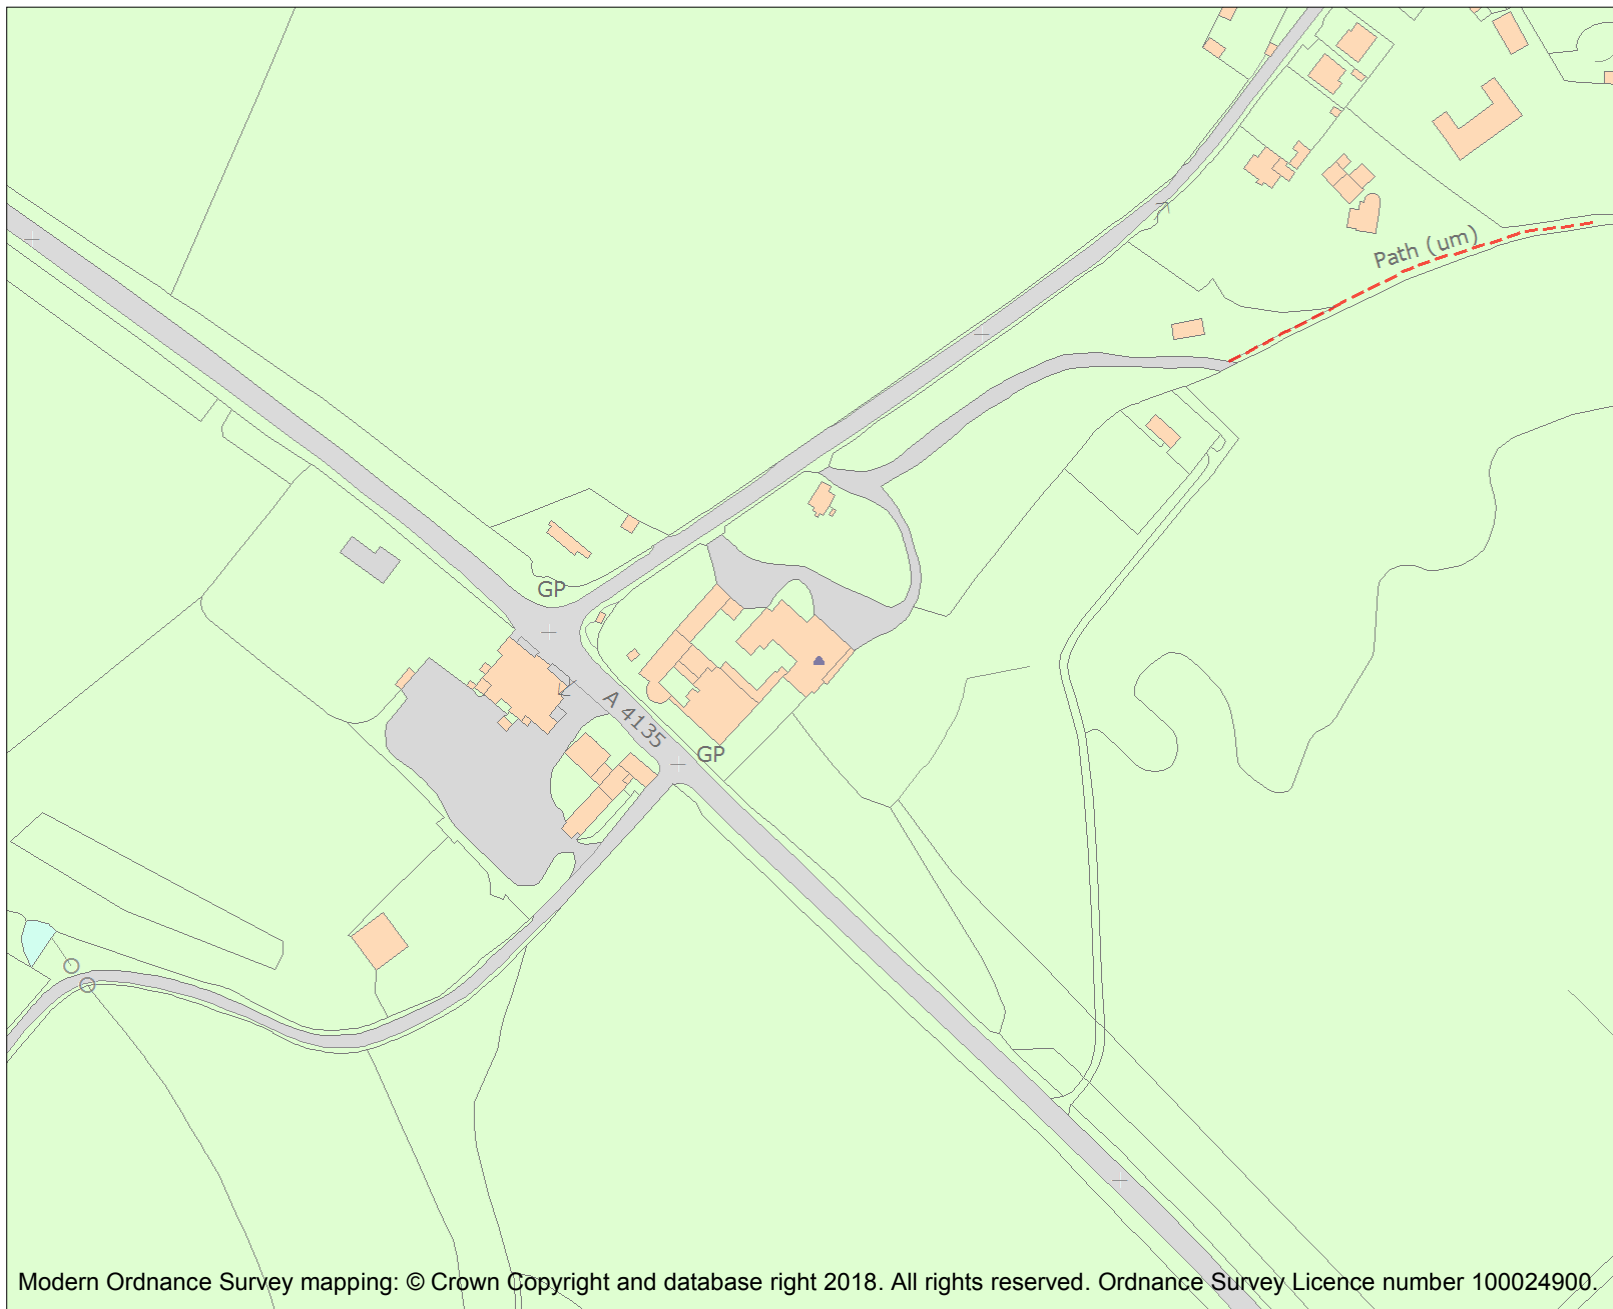 Path (um)
GP
A 4135
GP
Modern Ordnance Survey mapping: © Crown Copyright and database right 2018. All rights reserved. Ordnance Survey Licence number 100024900.